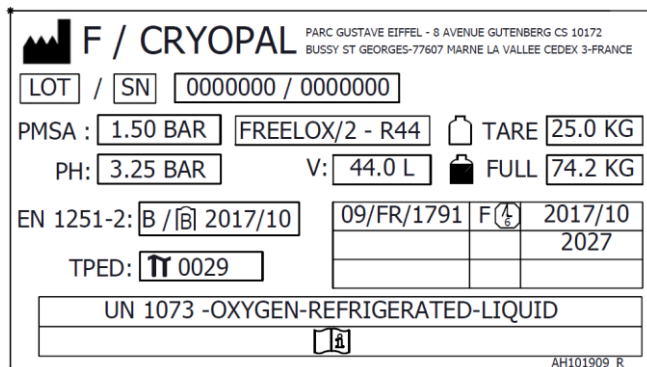 F / CRYOPAL
PARC GUSTAVE EIFFEL - 8 AVENUE GUTENBERG CS 10172
BUSSY ST GEORGES-77607 MARNE LA VALLEE CEDEX 3-FRANCE
LOT / SN 0000000 / 0000000
PMSA : 1.50 BAR FREELOX/2 - R44 TARE 25.0 KG
PH: 3.25 BAR V: 44.0 L FULL 74.2 KG
EN 1251-2: B / B 2017/10 09/FR/1791 F 2017/10
2027
TPED: π 0029
UN 1073 -OXYGEN-REFRIGERATED-LIQUID
AH101909_R